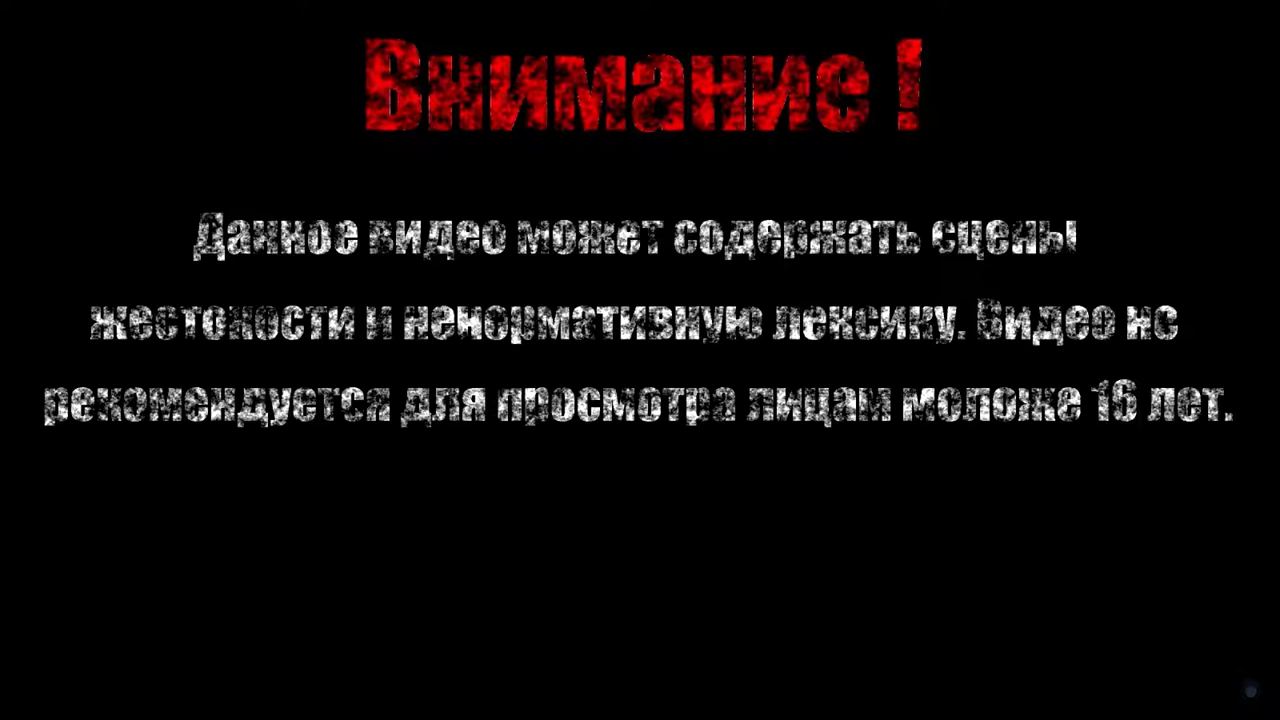 Внимание !
Данное видео может содержать сцены
жестокости и ненормативную лексику. Видео не
рекомендуется для просмотра лицам моложе 16 лет.